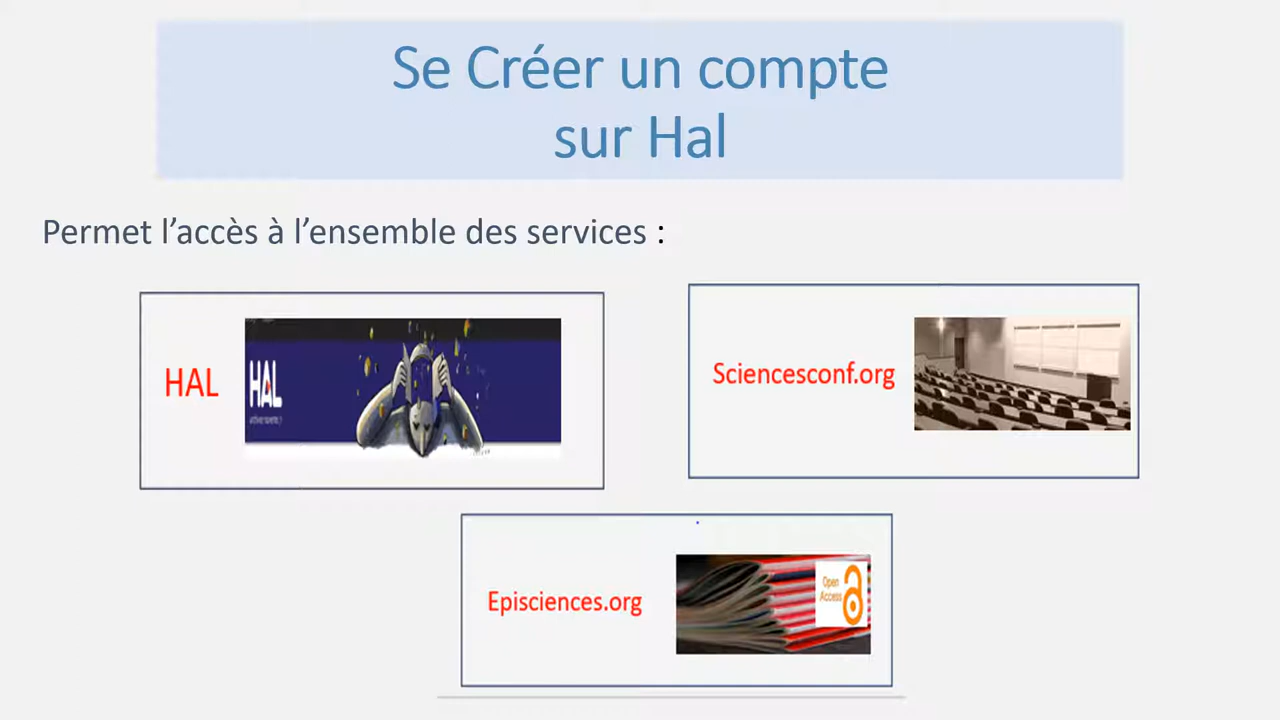 Se Créer un compte
sur Hal
Permet l’accès à l’ensemble des services :
HAL
HAL
Sciencesconf.org
Episciences.org
Open
Access